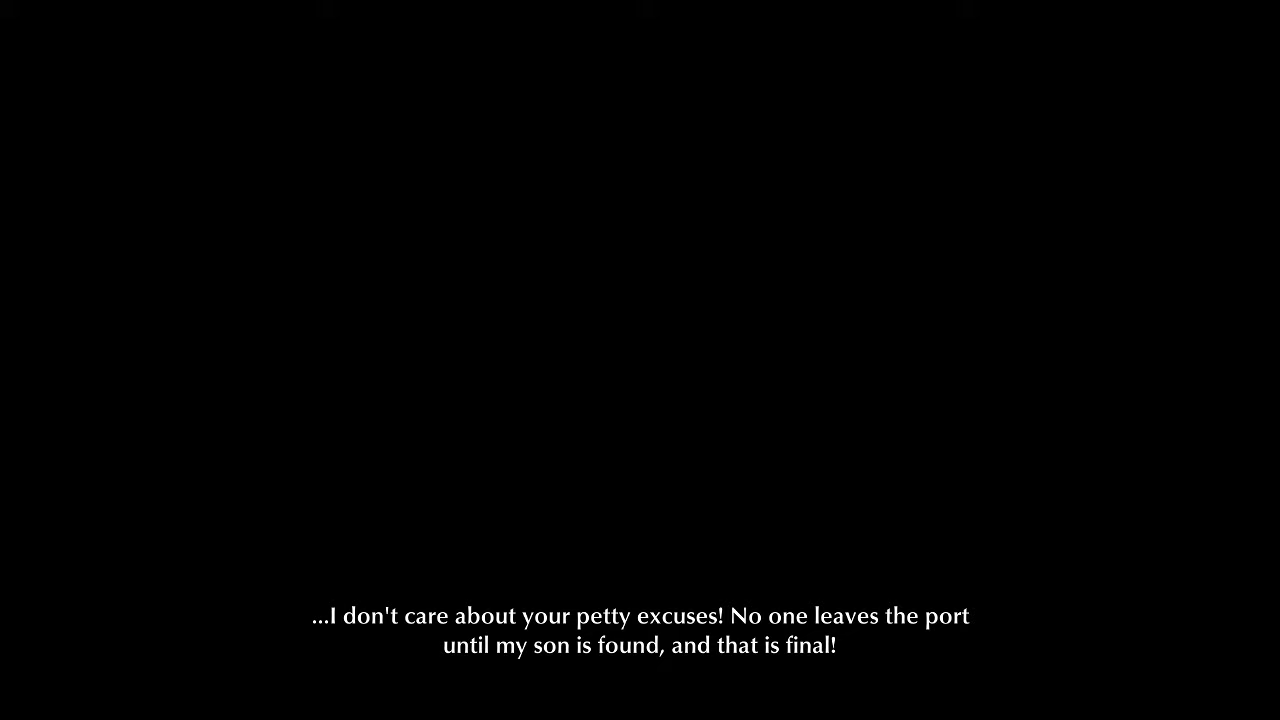 ...I don't care about your petty excuses! No one leaves the port
until my son is found, and that is final!